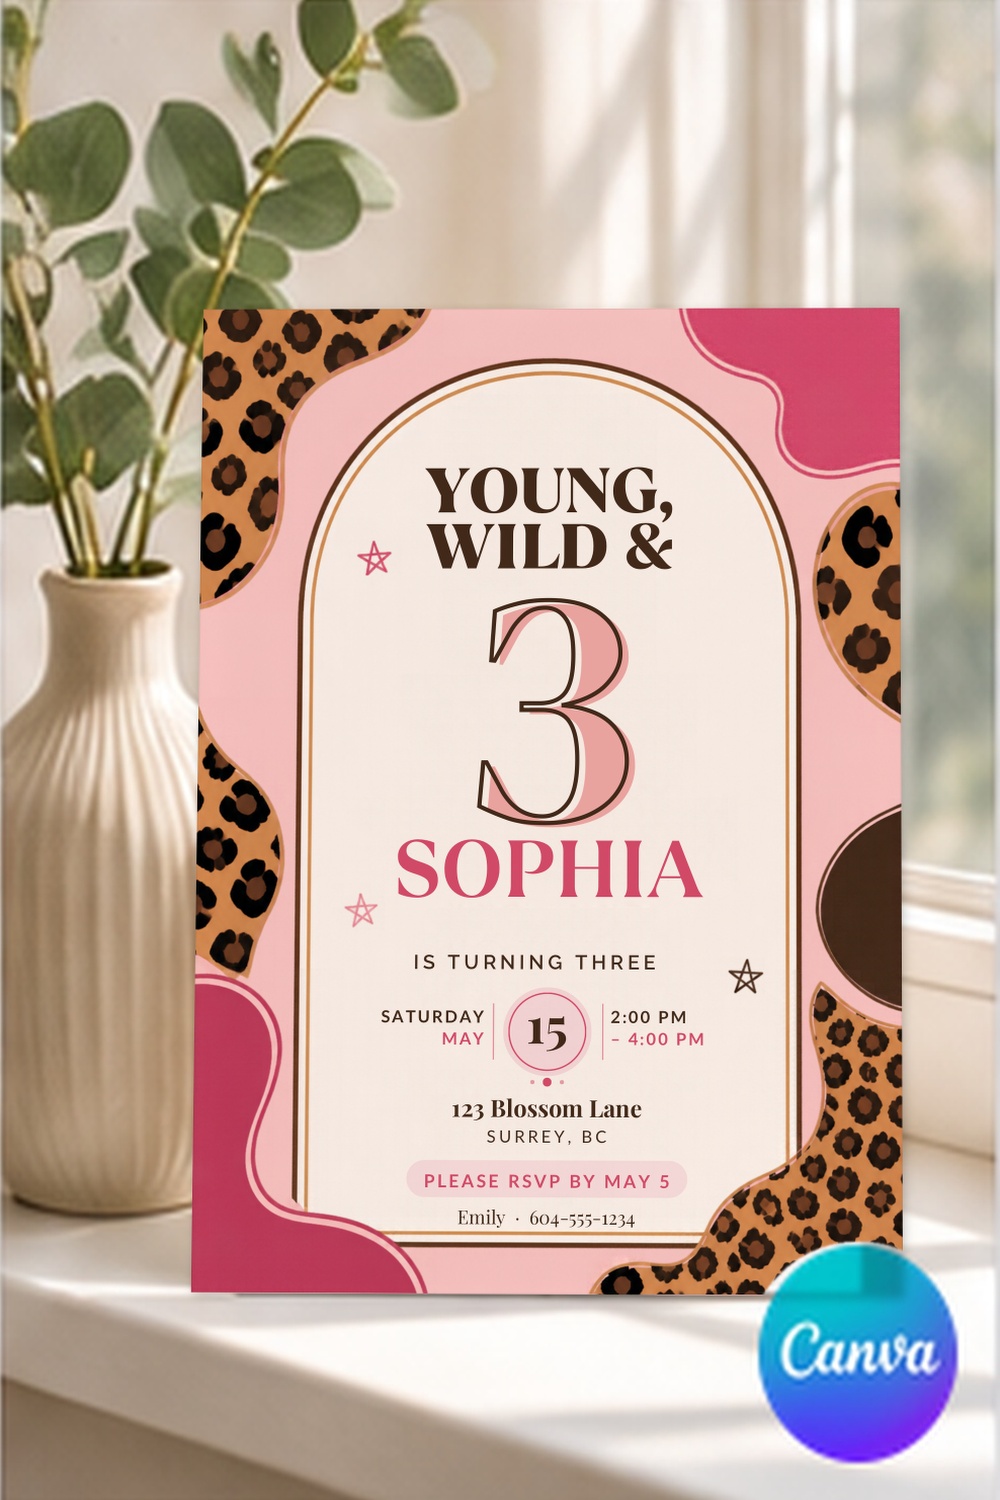 YOUNG,
WILD &
3
SOPHIA
IS TURNING THREE
SATURDAY
MAY
15
2:00 PM
– 4:00 PM
123 Blossom Lane
SURREY, BC
PLEASE RSVP BY MAY 5
Emily · 604-555-1234
Canva